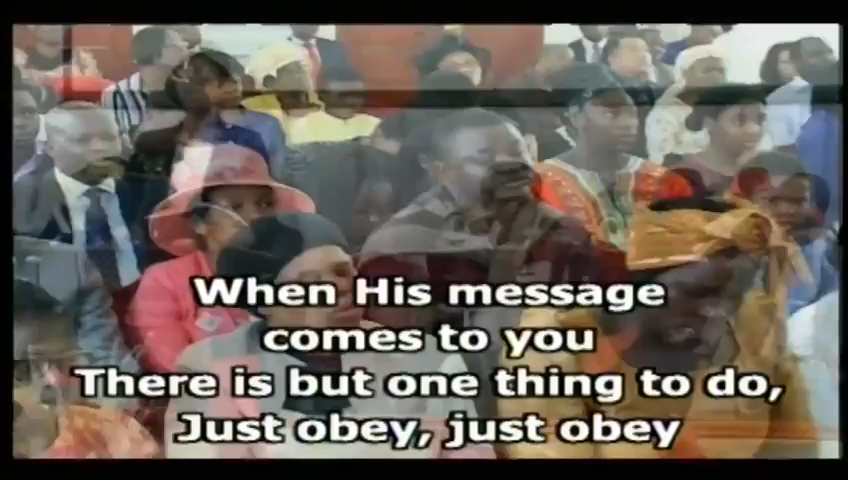 When His message
comes to you
There is but one thing to do,
Just obey, just obey